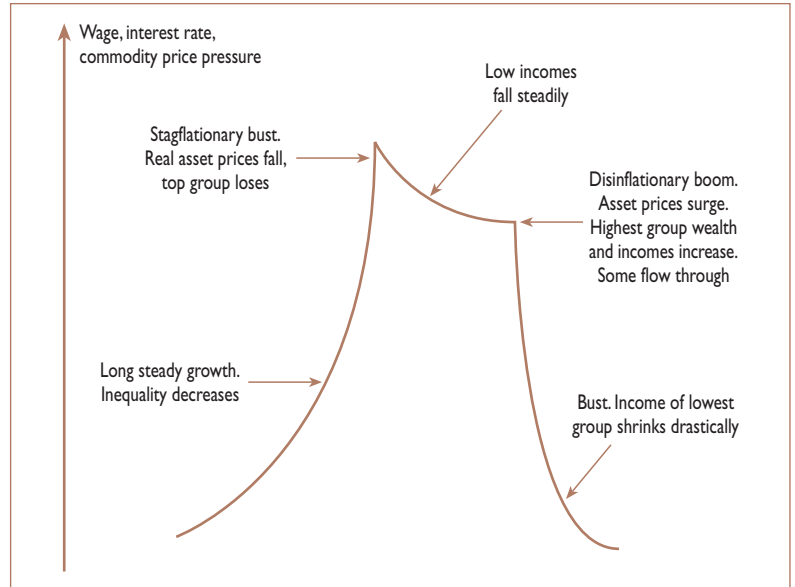 Wage, interest rate,
commodity price pressure
Low incomes
fall steadily
Stagflationary bust.
Real asset prices fall,
top group loses
Disinflationary boom.
Asset prices surge.
Highest group wealth
and incomes increase.
Some flow through
Long steady growth.
Inequality decreases
Bust. Income of lowest
group shrinks drastically